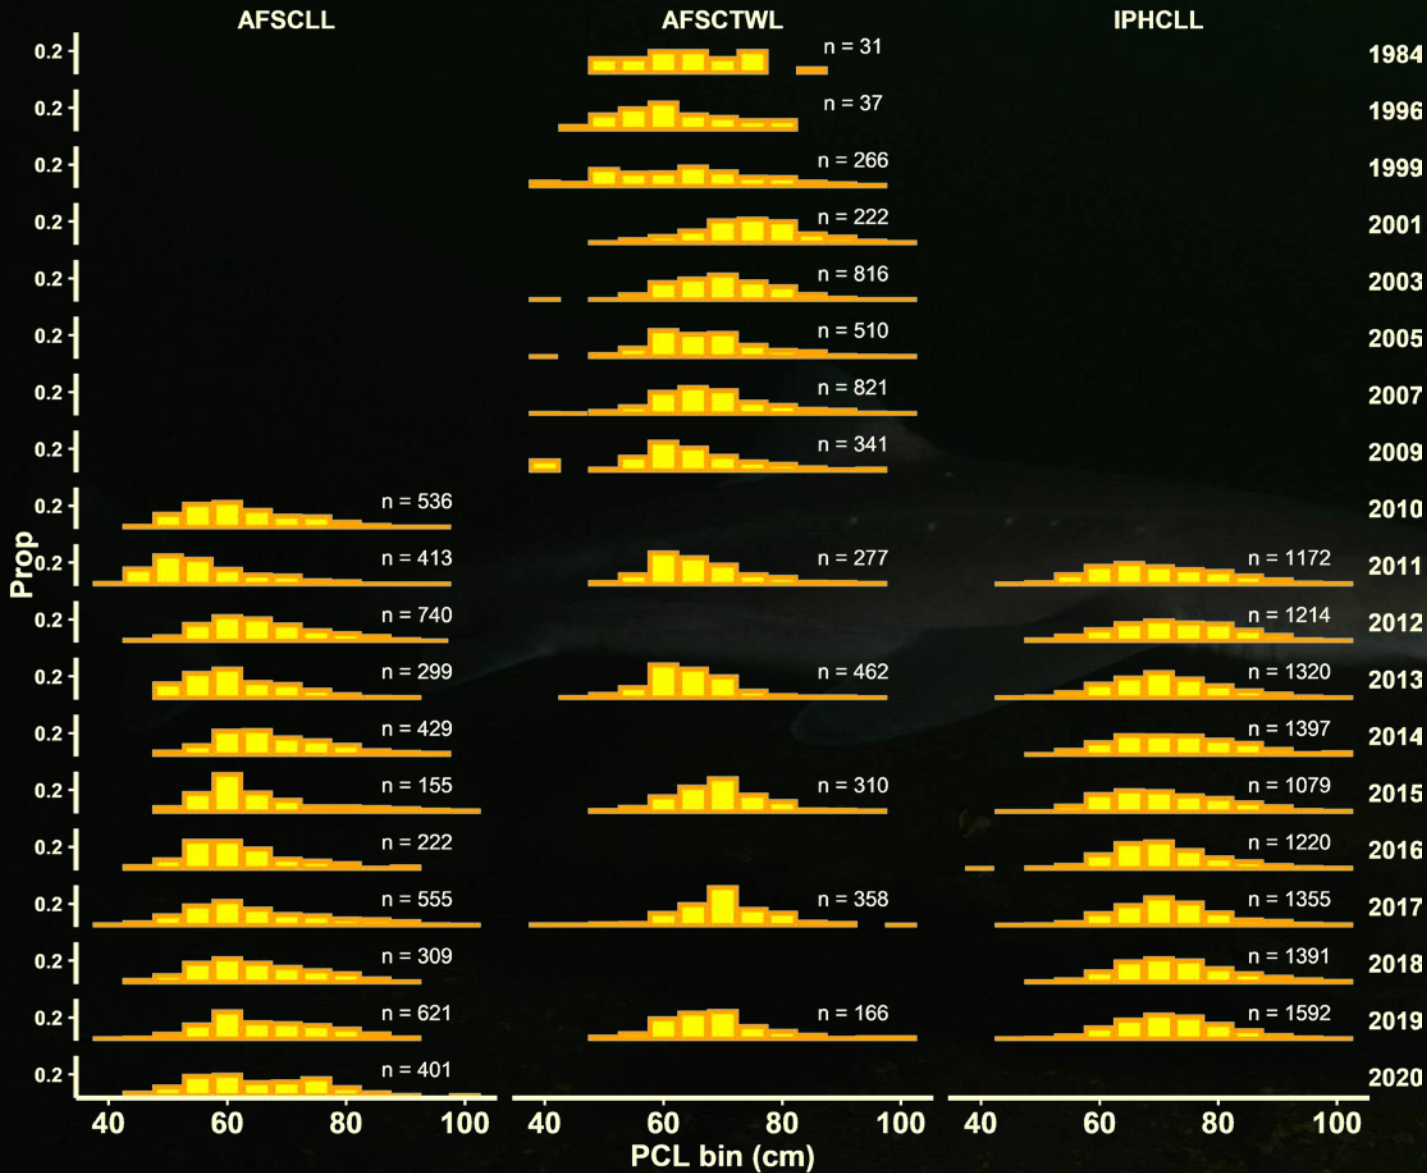 AFSCLL AFSCTWL IPHCLL
0.2 n = 31 1984
0.2 n = 37 1996
0.2 n = 266 1999
0.2 n = 222 2001
0.2 n = 816 2003
0.2 n = 510 2005
0.2 n = 821 2007
0.2 n = 341 2009
0.2 n = 536 2010
Prop
0.2 n = 413 n = 277 n = 1172 2011
0.2 n = 740 n = 1214 2012
0.2 n = 299 n = 462 n = 1320 2013
0.2 n = 429 n = 1397 2014
0.2 n = 155 n = 310 n = 1079 2015
0.2 n = 222 n = 1220 2016
0.2 n = 555 n = 358 n = 1355 2017
0.2 n = 309 n = 1391 2018
0.2 n = 621 n = 166 n = 1592 2019
0.2 n = 401 2020
40 60 80 100 40 60 80 100 40 60 80 100
PCL bin (cm)